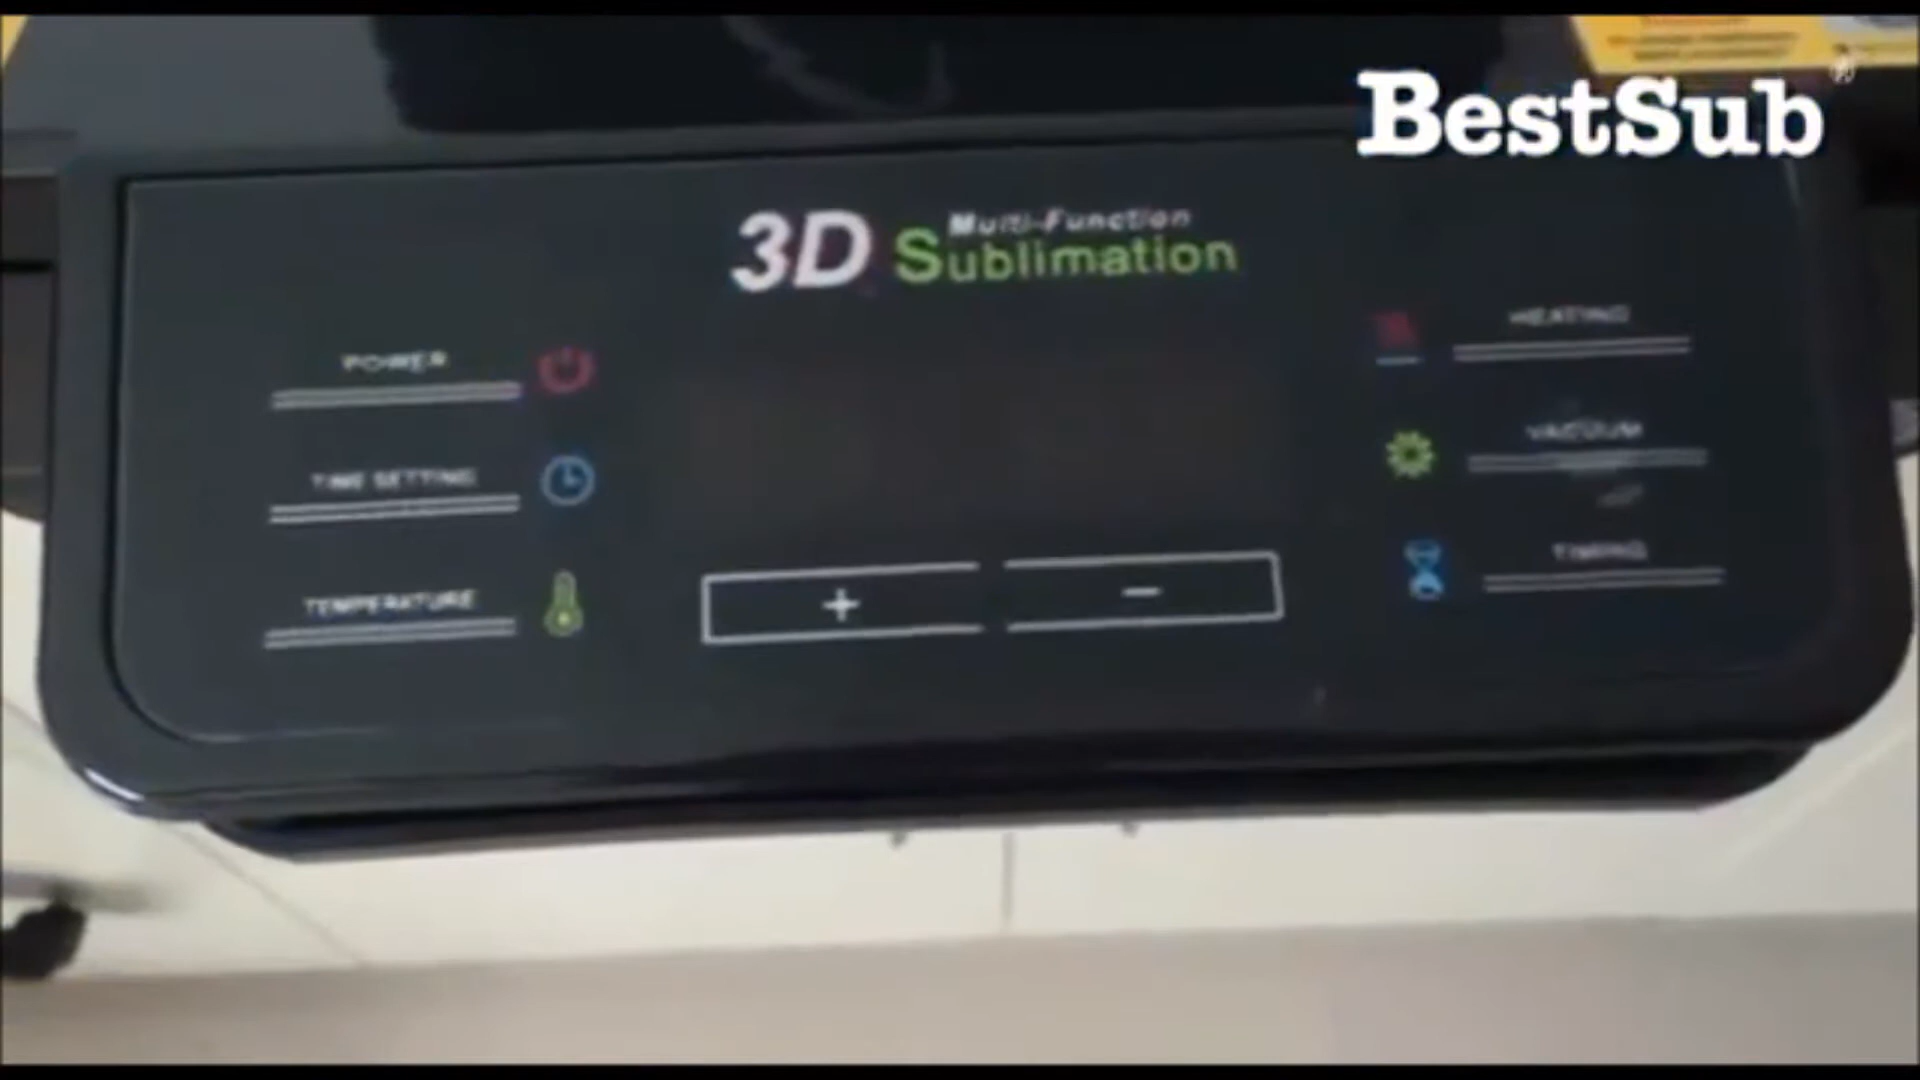 BestSub
3D Multi-Function
Sublimation
POWER
TIME SETTING
TEMPERATURE
+
-
HEATING
VACUUM
TIMING